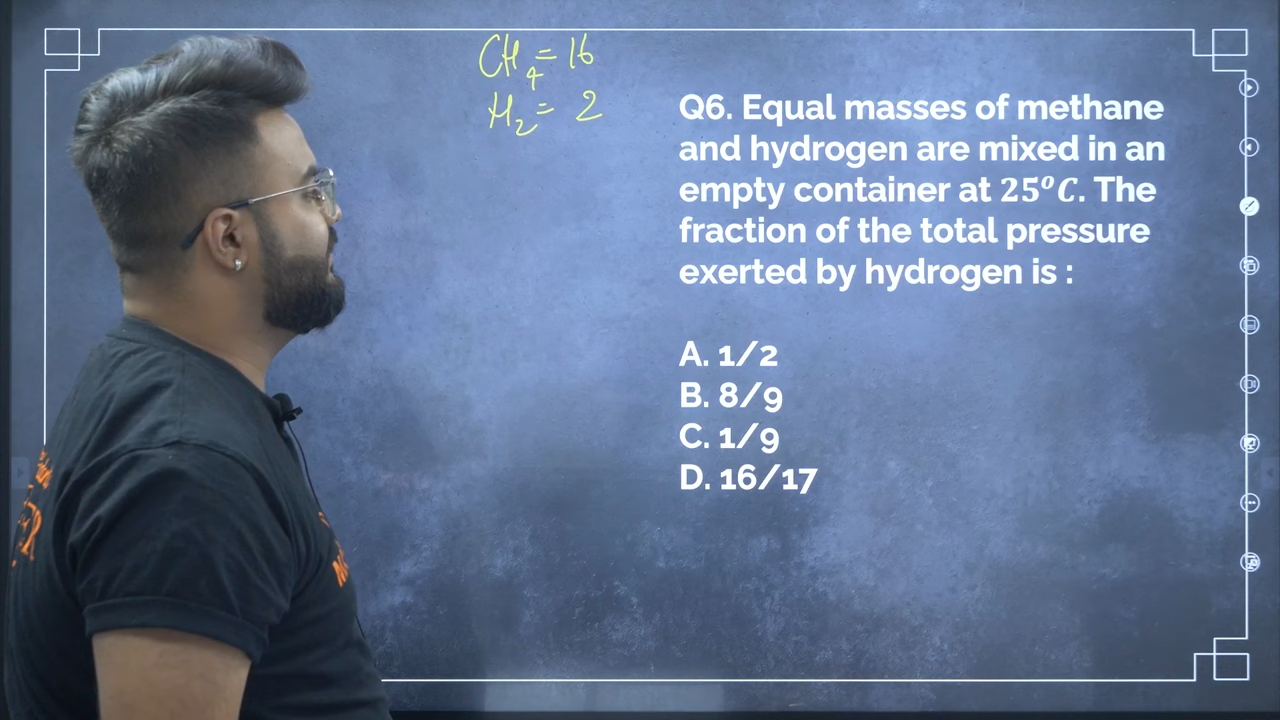 CH4 = 16
H2 = 2
Q6. Equal masses of methane
and hydrogen are mixed in an
empty container at 25°C. The
fraction of the total pressure
exerted by hydrogen is :
A. 1/2
B. 8/9
C. 1/9
D. 16/17